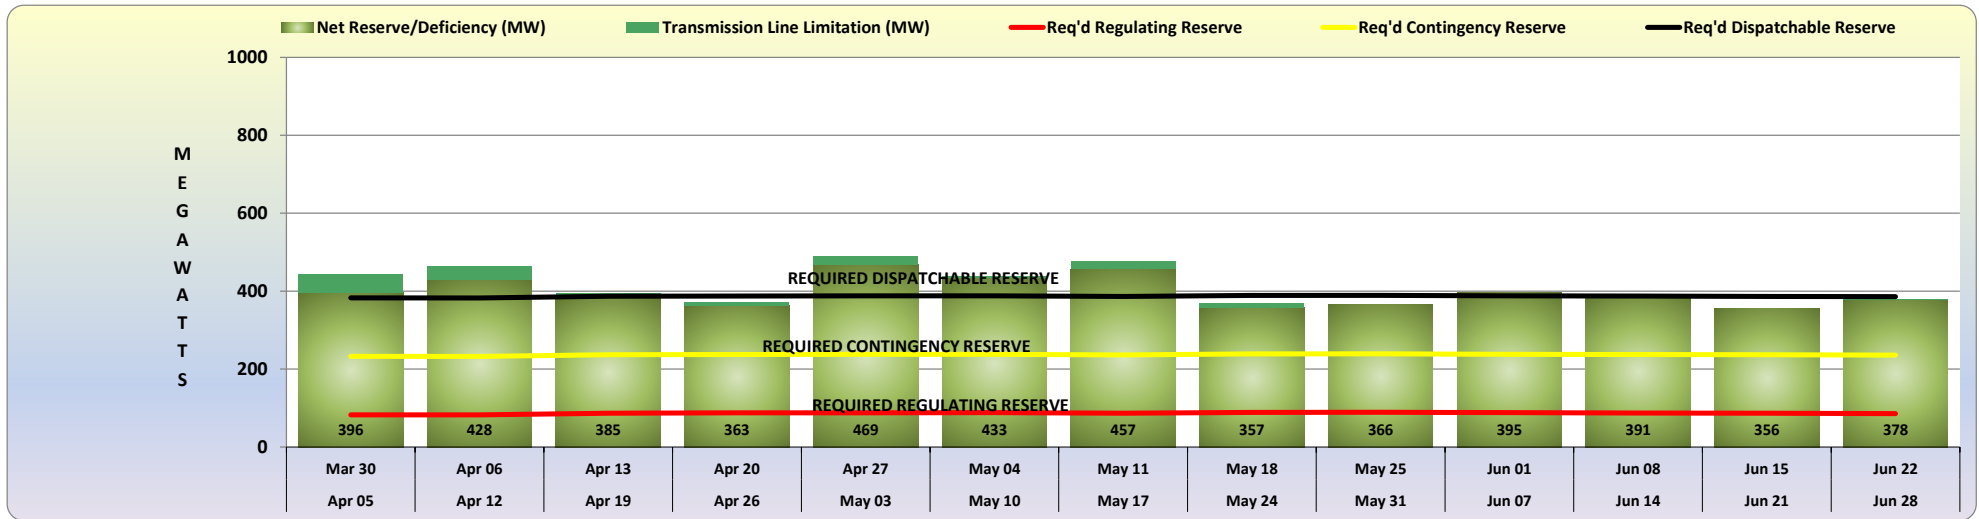 Net Reserve/Deficiency (MW) Transmission Line Limitation (MW) Req'd Regulating Reserve Req'd Contingency Reserve Req'd Dispatchable Reserve
MEGAWATTS
1000
800
600
400
200
0
REQUIRED DISPATCHABLE RESERVE
REQUIRED CONTINGENCY RESERVE
REQUIRED REGULATING RESERVE
396 428 385 363 469 433 457 357 366 395 391 356 378
Mar 30 Apr 06 Apr 13 Apr 20 Apr 27 May 04 May 11 May 18 May 25 Jun 01 Jun 08 Jun 15 Jun 22
Apr 05 Apr 12 Apr 19 Apr 26 May 03 May 10 May 17 May 24 May 31 Jun 07 Jun 14 Jun 21 Jun 28